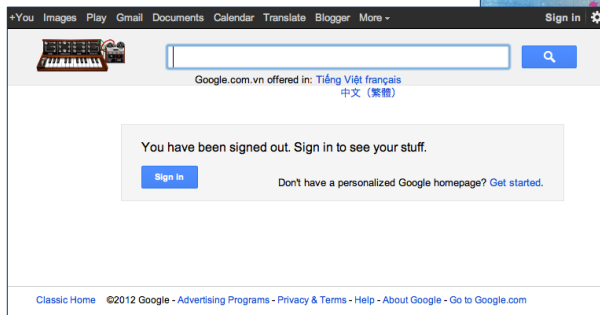 +You Images Play Gmail Documents Calendar Translate Blogger More Sign in
Google.com.vn offered in: Tiếng Việt français
中文（繁體）
You have been signed out. Sign in to see your stuff.
Sign in
Don't have a personalized Google homepage? Get started.
Classic Home ©2012 Google - Advertising Programs - Privacy & Terms - Help - About Google - Go to Google.com